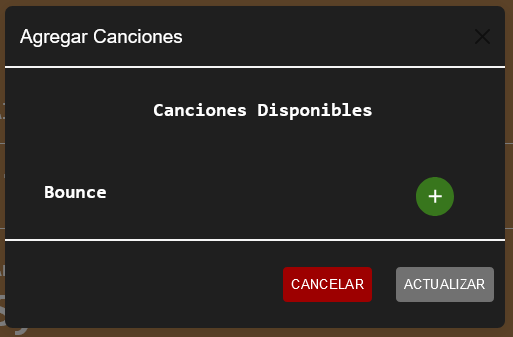 Agregar Canciones
Canciones Disponibles
Bounce
CANCELAR
ACTUALIZAR